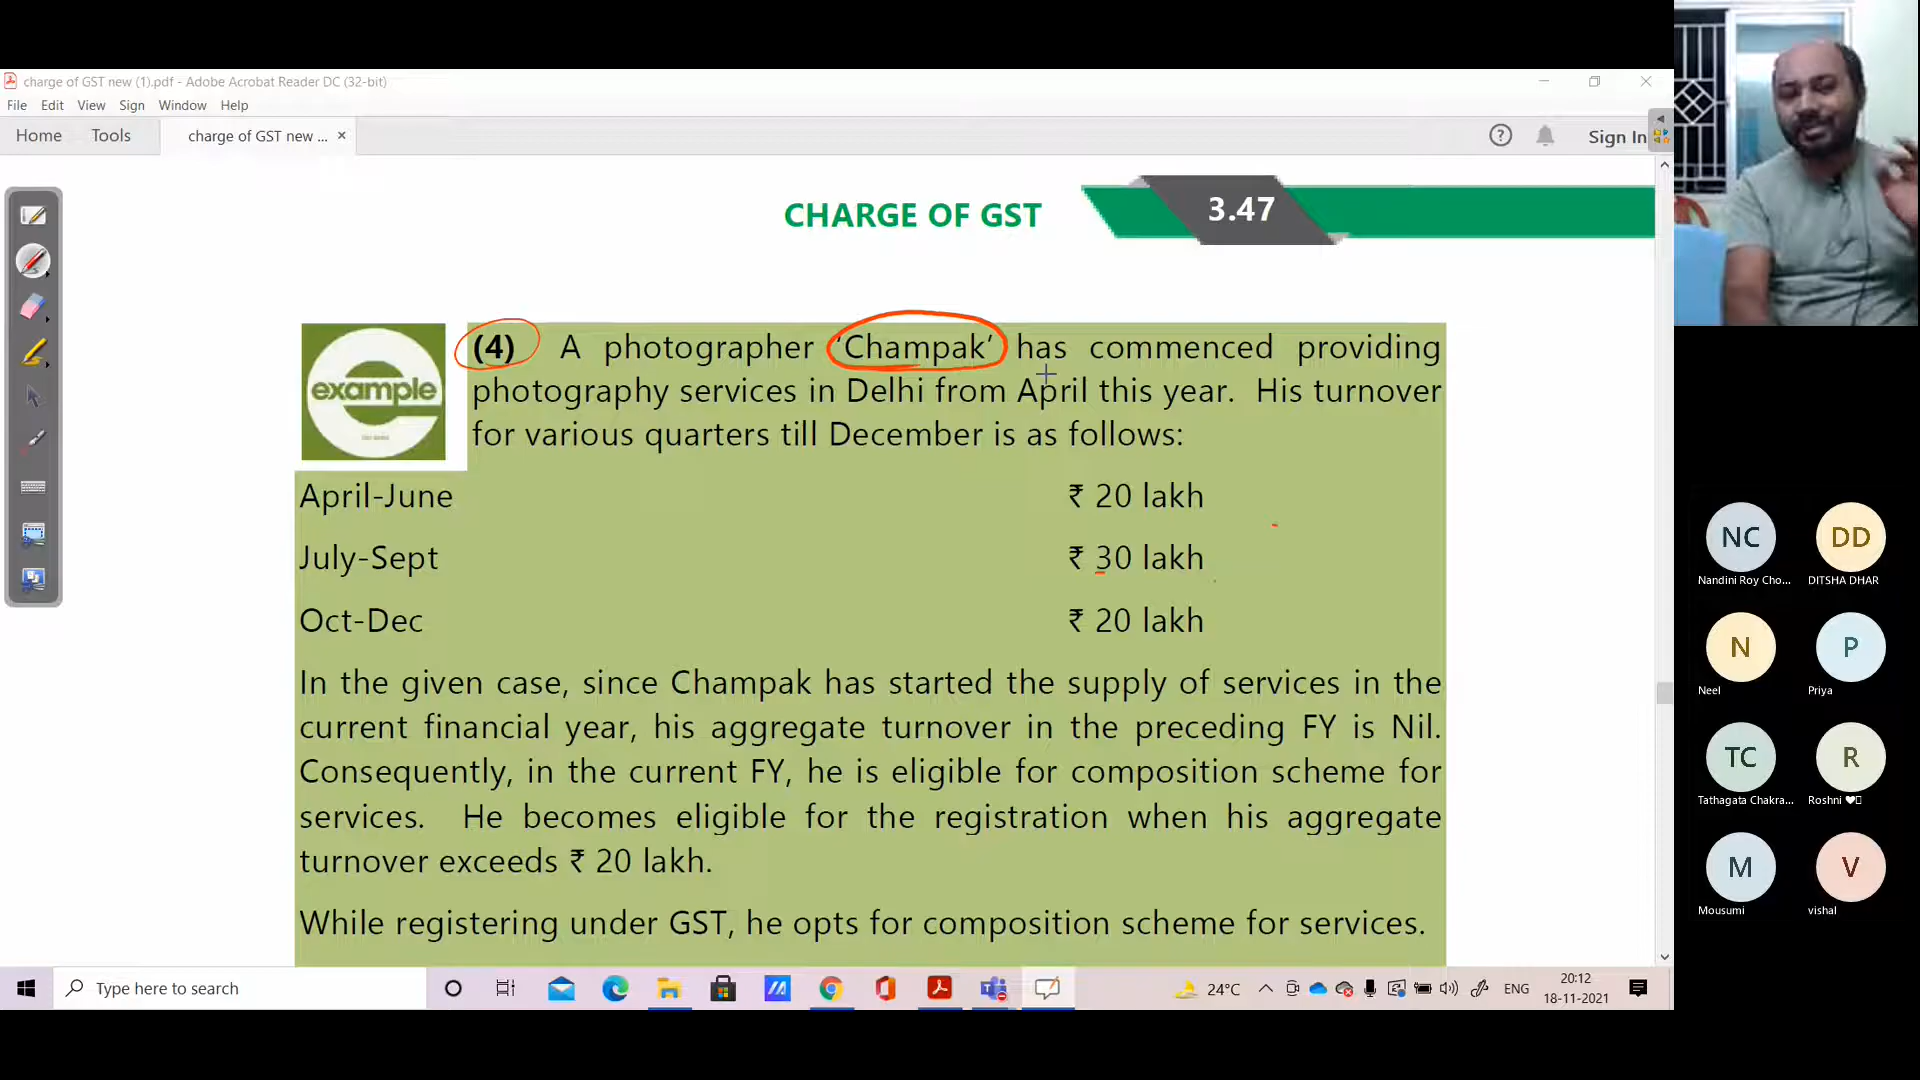 charge of GST new (1).pdf - Adobe Acrobat Reader DC (32-bit)
File Edit View Sign Window Help
Home Tools charge of GST new ... × Sign In
CHARGE OF GST 3.47
example
(4) A photographer 'Champak' has commenced providing
photography services in Delhi from April this year. His turnover
for various quarters till December is as follows:
April-June ₹ 20 lakh
July-Sept ₹ 30 lakh
Oct-Dec ₹ 20 lakh
In the given case, since Champak has started the supply of services in the
current financial year, his aggregate turnover in the preceding FY is Nil.
Consequently, in the current FY, he is eligible for composition scheme for
services. He becomes eligible for the registration when his aggregate
turnover exceeds ₹ 20 lakh.
While registering under GST, he opts for composition scheme for services.
NC DD
Nandini Roy Cho... DITSHA DHAR
N P
Neel Priya
TC R
Tathagata Chakra... Roshni ❤
M V
Mousumi vishal
Type here to search
24°C ENG 20:12
18-11-2021